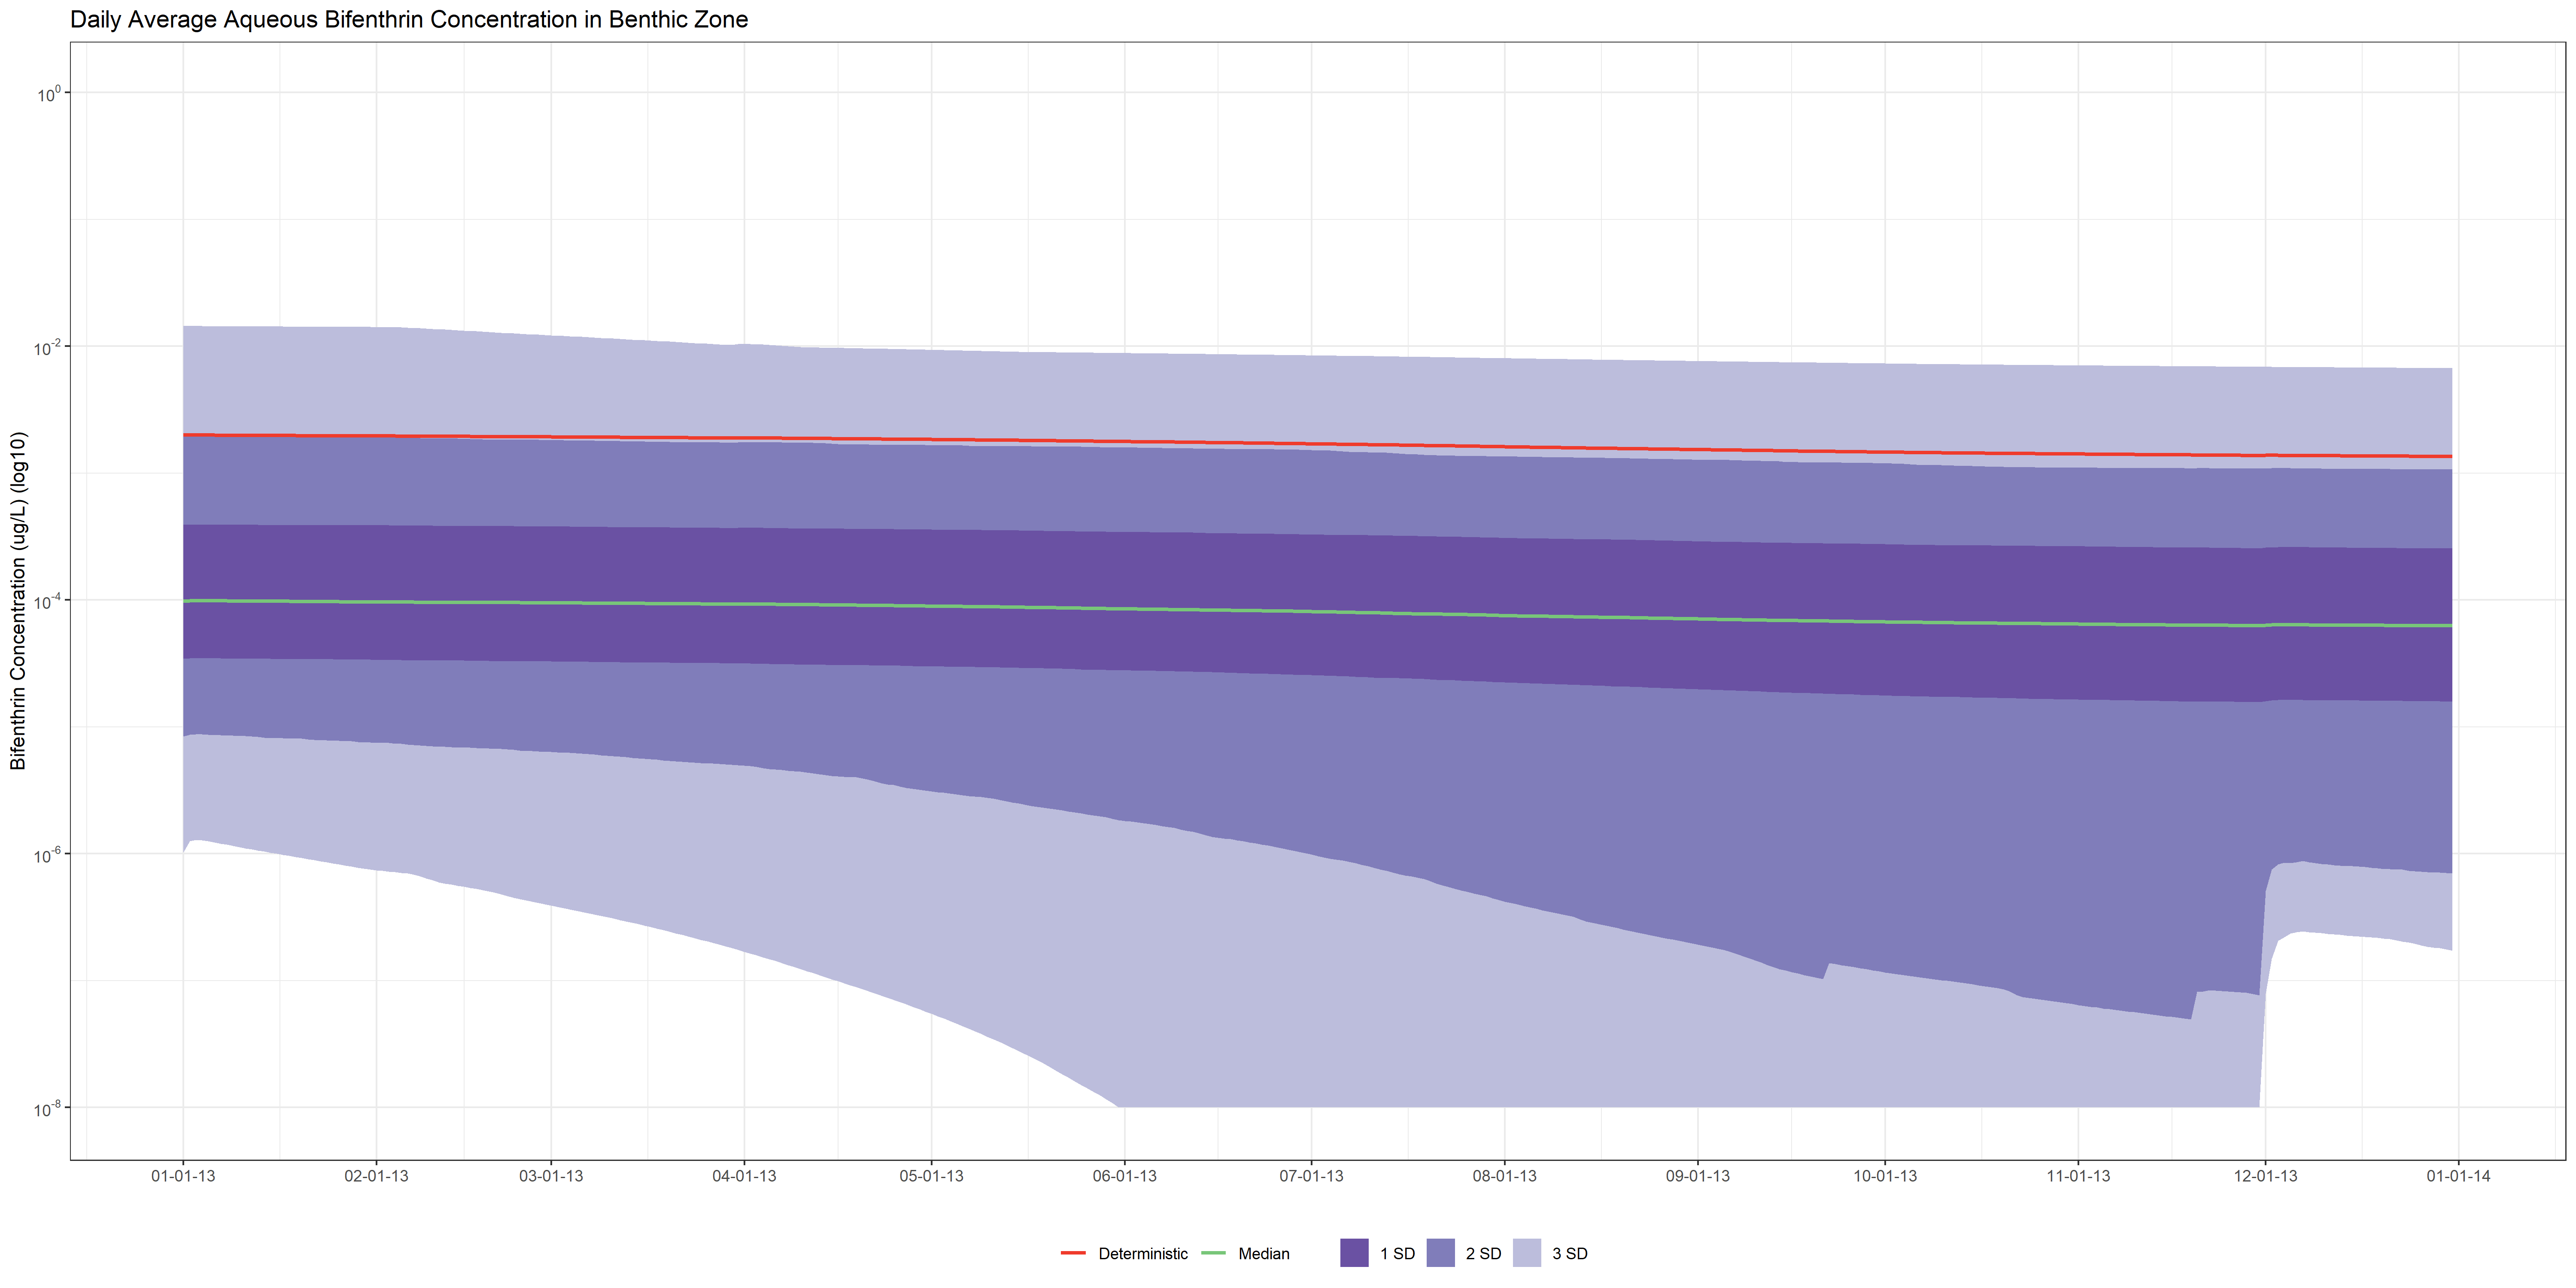 Daily Average Aqueous Bifenthrin Concentration in Benthic Zone
Bifenthrin Concentration (ug/L) (log10)
10⁰
10⁻²
10⁻⁴
10⁻⁶
10⁻⁸
01-01-13 02-01-13 03-01-13 04-01-13 05-01-13 06-01-13 07-01-13 08-01-13 09-01-13 10-01-13 11-01-13 12-01-13 01-01-14
Deterministic Median 1 SD 2 SD 3 SD